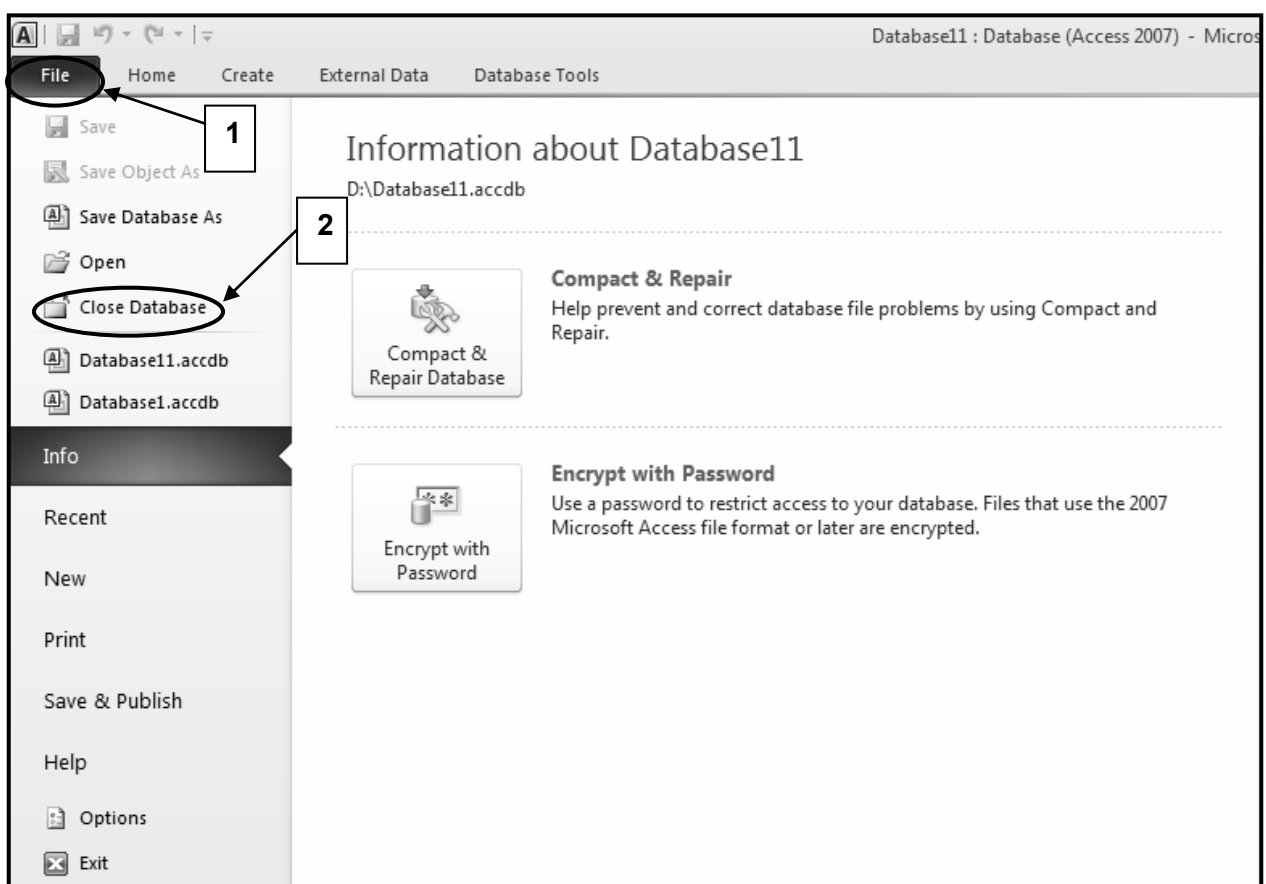 A
Database11 : Database (Access 2007) - Micros
File Home Create External Data Database Tools
1
2
Save
Save Object As
Save Database As
Open
Close Database
Database11.accdb
Database1.accdb
Info
Recent
New
Print
Save & Publish
Help
Options
Exit
Information about Database11
D:\Database11.accdb
Compact &
Repair Database
Compact & Repair
Help prevent and correct database file problems by using Compact and
Repair.
Encrypt with
Password
Encrypt with Password
Use a password to restrict access to your database. Files that use the 2007
Microsoft Access file format or later are encrypted.